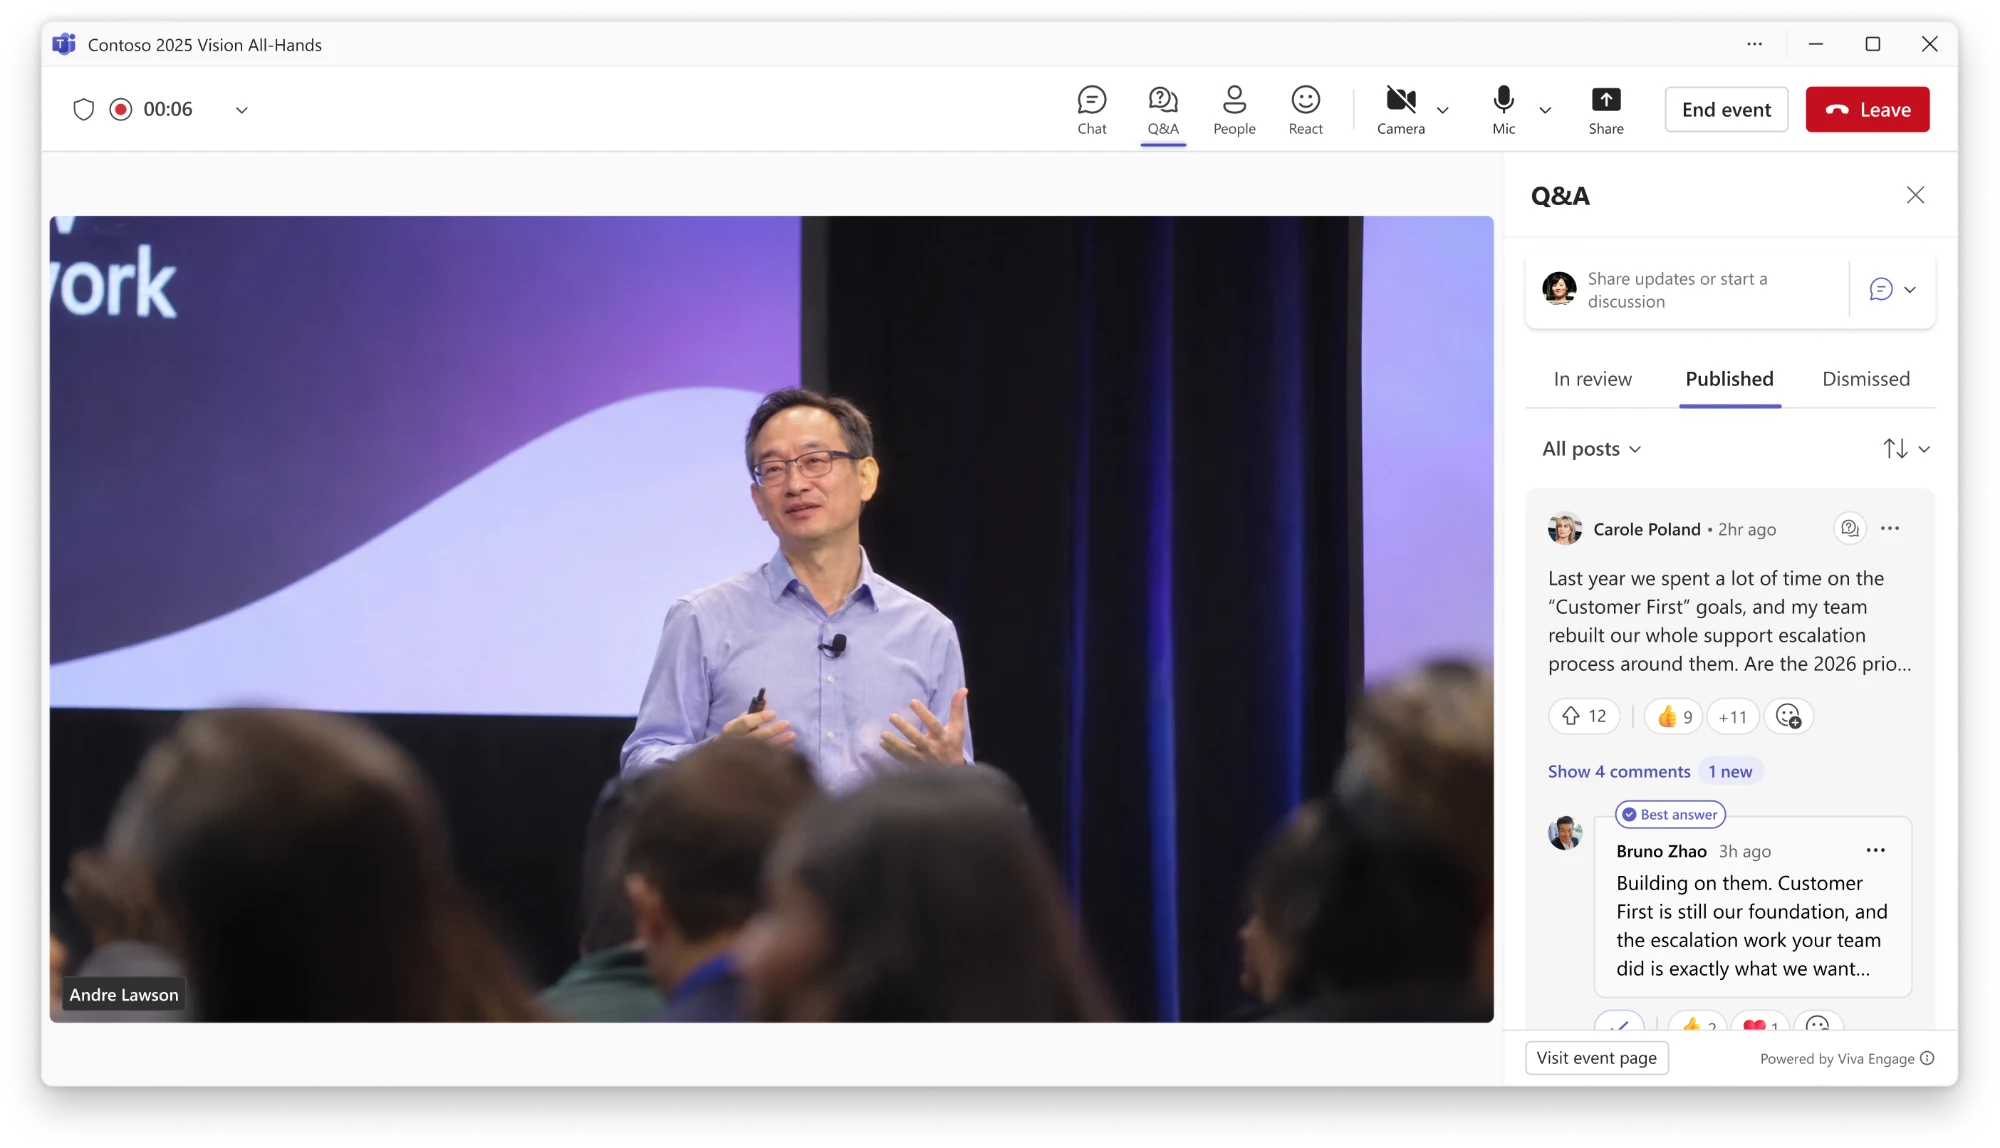 Contoso 2025 Vision All-Hands
00:06
Chat
Q&A
People
React
Camera
Mic
Share
End event
Leave
ork
Andre Lawson
Q&A
Share updates or start a
discussion
In review
Published
Dismissed
All posts
Carole Poland • 2hr ago
Last year we spent a lot of time on the
“Customer First” goals, and my team
rebuilt our whole support escalation
process around them. Are the 2026 prio...
12
9
+11
Show 4 comments
1 new
Best answer
Bruno Zhao 3h ago
Building on them. Customer
First is still our foundation, and
the escalation work your team
did is exactly what we want...
2
1
Visit event page
Powered by Viva Engage